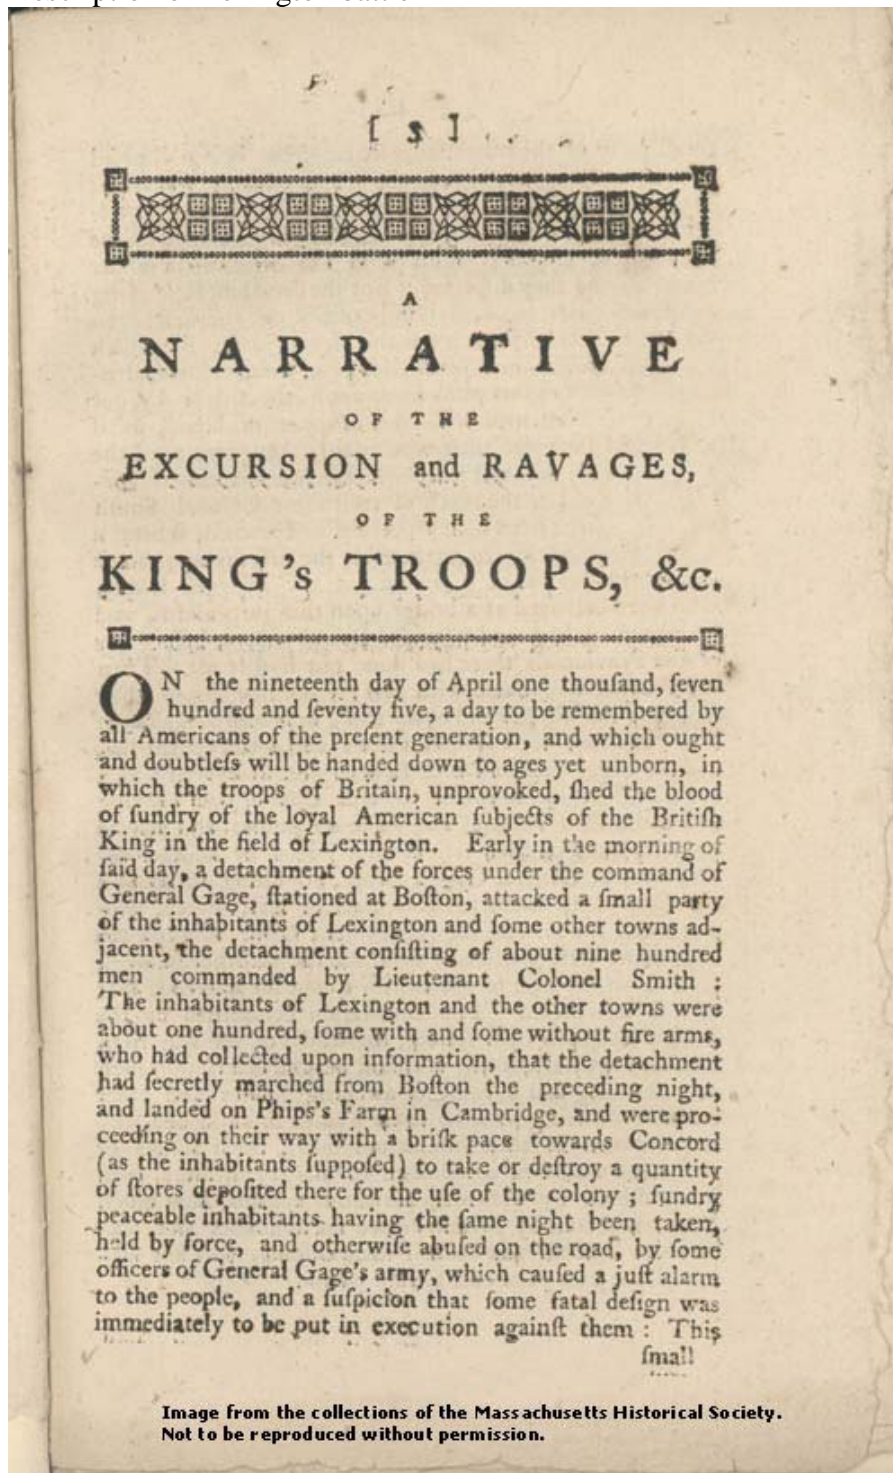 [ 3 ]
A
NARRATIVE
OF THE
EXCURSION and RAVAGES,
OF THE
KING's TROOPS, &c.
ON the nineteenth day of April one thouſand, ſeven
hundred and ſeventy five, a day to be remembered by
all Americans of the preſent generation, and which ought
and doubtleſs will be handed down to ages yet unborn, in
which the troops of Britain, unprovoked, ſhed the blood
of ſundry of the loyal American ſubjects of the Britiſh
King in the field of Lexington. Early in the morning of
ſaid day, a detachment of the forces under the command of
General Gage, ſtationed at Boſton, attacked a ſmall party
of the inhabitants of Lexington and ſome other towns ad-
jacent, the detachment conſiſting of about nine hundred
men commanded by Lieutenant Colonel Smith :
The inhabitants of Lexington and the other towns were
about one hundred, ſome with and ſome without fire arms,
who had collected upon information, that the detachment
had ſecretly marched from Boſton the preceding night,
and landed on Phips's Farm in Cambridge, and were pro-
ceeding on their way with a briſk pace towards Concord
(as the inhabitants ſuppoſed) to take or deſtroy a quantity
of ſtores depoſited there for the uſe of the colony ; ſundry
peaceable inhabitants having the ſame night been taken,
held by force, and otherwiſe abuſed on the road, by ſome
officers of General Gage's army, which cauſed a juſt alarm
to the people, and a ſuſpicion that ſome fatal deſign was
immediately to be put in execution againſt them : This
ſmall
Image from the collections of the Massachusetts Historical Society.
Not to be reproduced without permission.